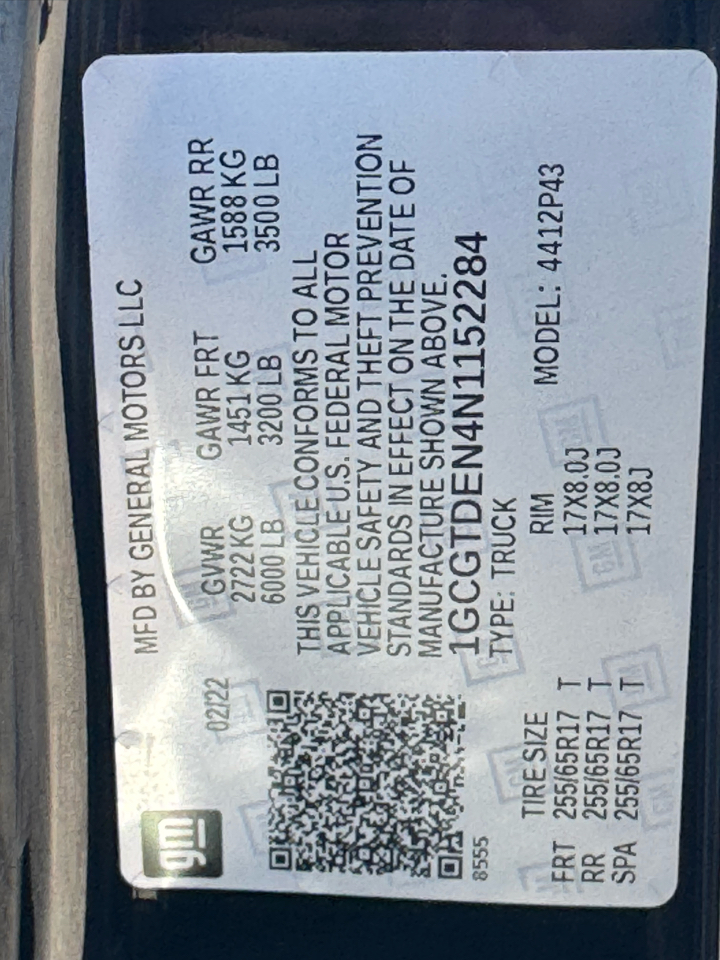 gm
MFD BY GENERAL MOTORS LLC
02/22
GVWR GAWR FRT GAWR RR
2722 KG 1451 KG 1588 KG
6000 LB 3200 LB 3500 LB
THIS VEHICLE CONFORMS TO ALL
APPLICABLE U.S. FEDERAL MOTOR
VEHICLE SAFETY AND THEFT PREVENTION
STANDARDS IN EFFECT ON THE DATE OF
MANUFACTURE SHOWN ABOVE.
1GCGTDEN4N1152284
8555 TYPE: TRUCK
TIRE SIZE RIM MODEL: 4412P43
FRT 255/65R17 T 17X8.0J
RR 255/65R17 T 17X8.0J
SPA 255/65R17 T 17X8J